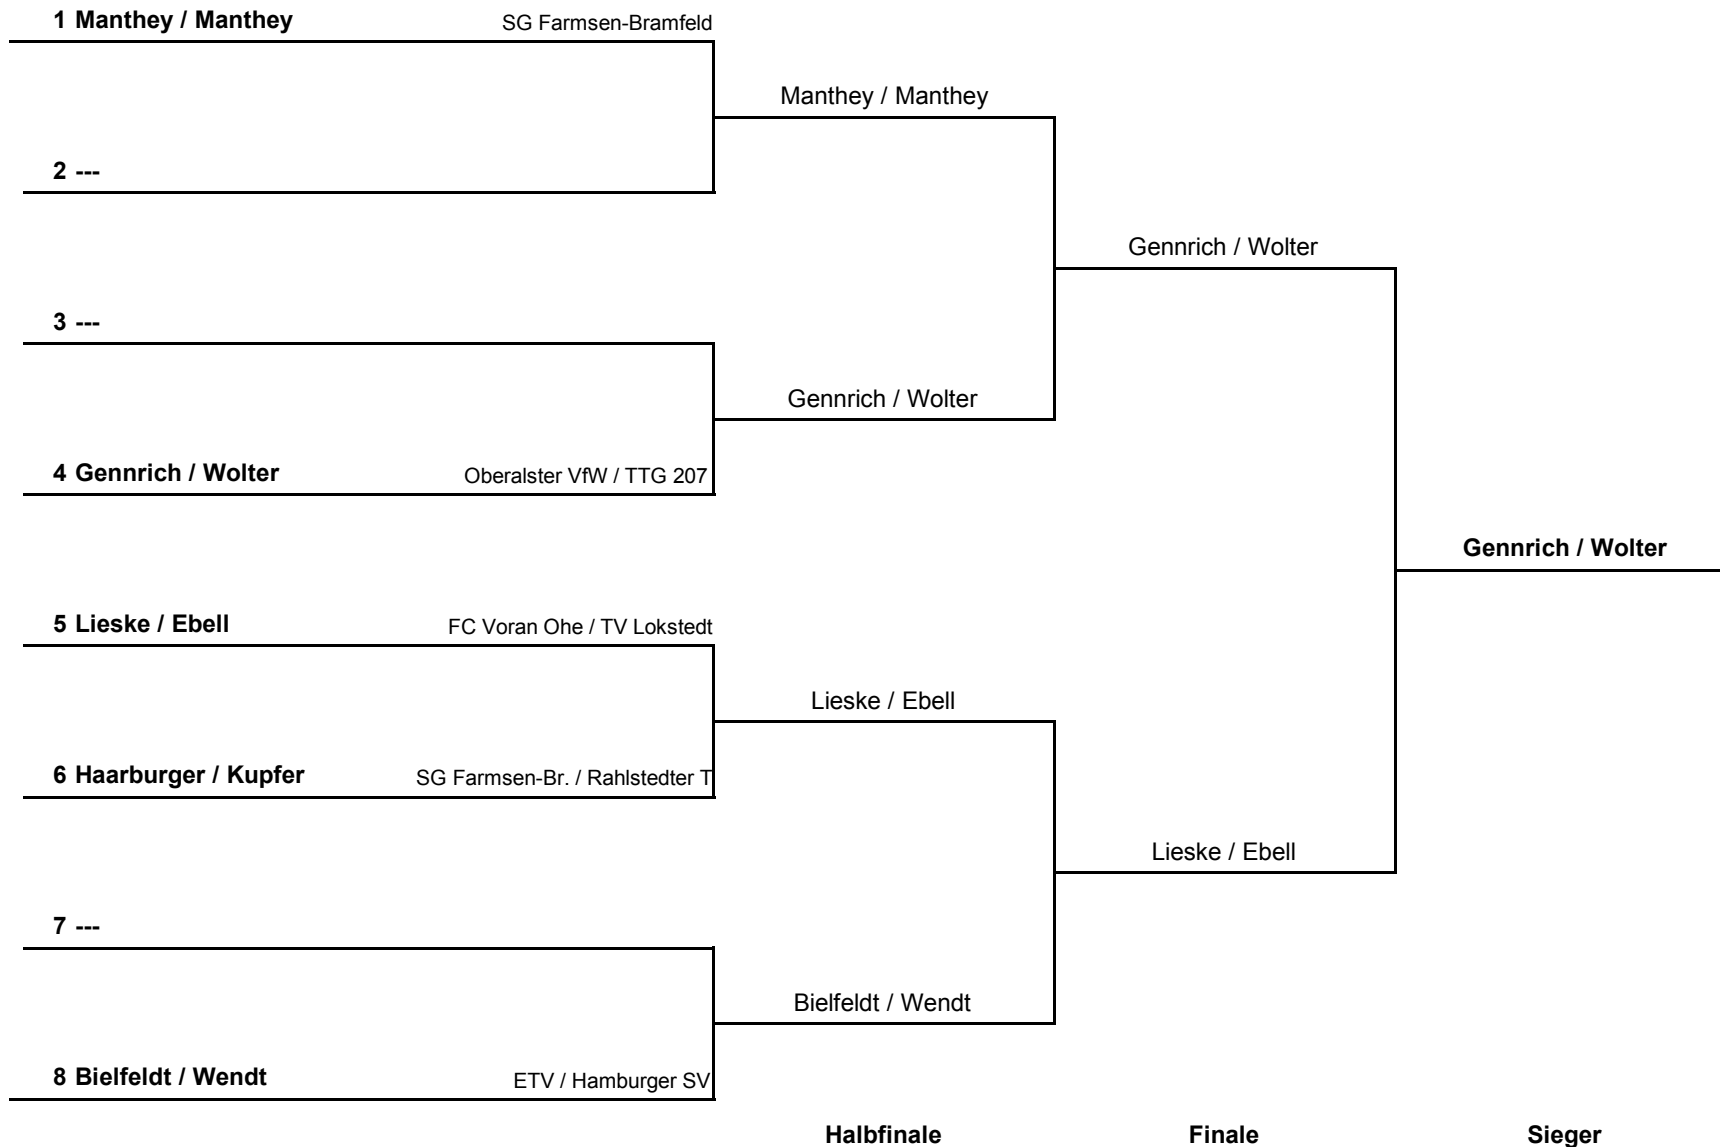 1 Manthey / Manthey SG Farmsen-Bramfeld
Manthey / Manthey
2 ---
Gennrich / Wolter
3 ---
Gennrich / Wolter
4 Gennrich / Wolter Oberalster VfW / TTG 207
Gennrich / Wolter
5 Lieske / Ebell FC Voran Ohe / TV Lokstedt
Lieske / Ebell
6 Haarburger / Kupfer SG Farmsen-Br. / Rahlstedter T
Lieske / Ebell
7 ---
Bielfeldt / Wendt
8 Bielfeldt / Wendt ETV / Hamburger SV
Halbfinale Finale Sieger